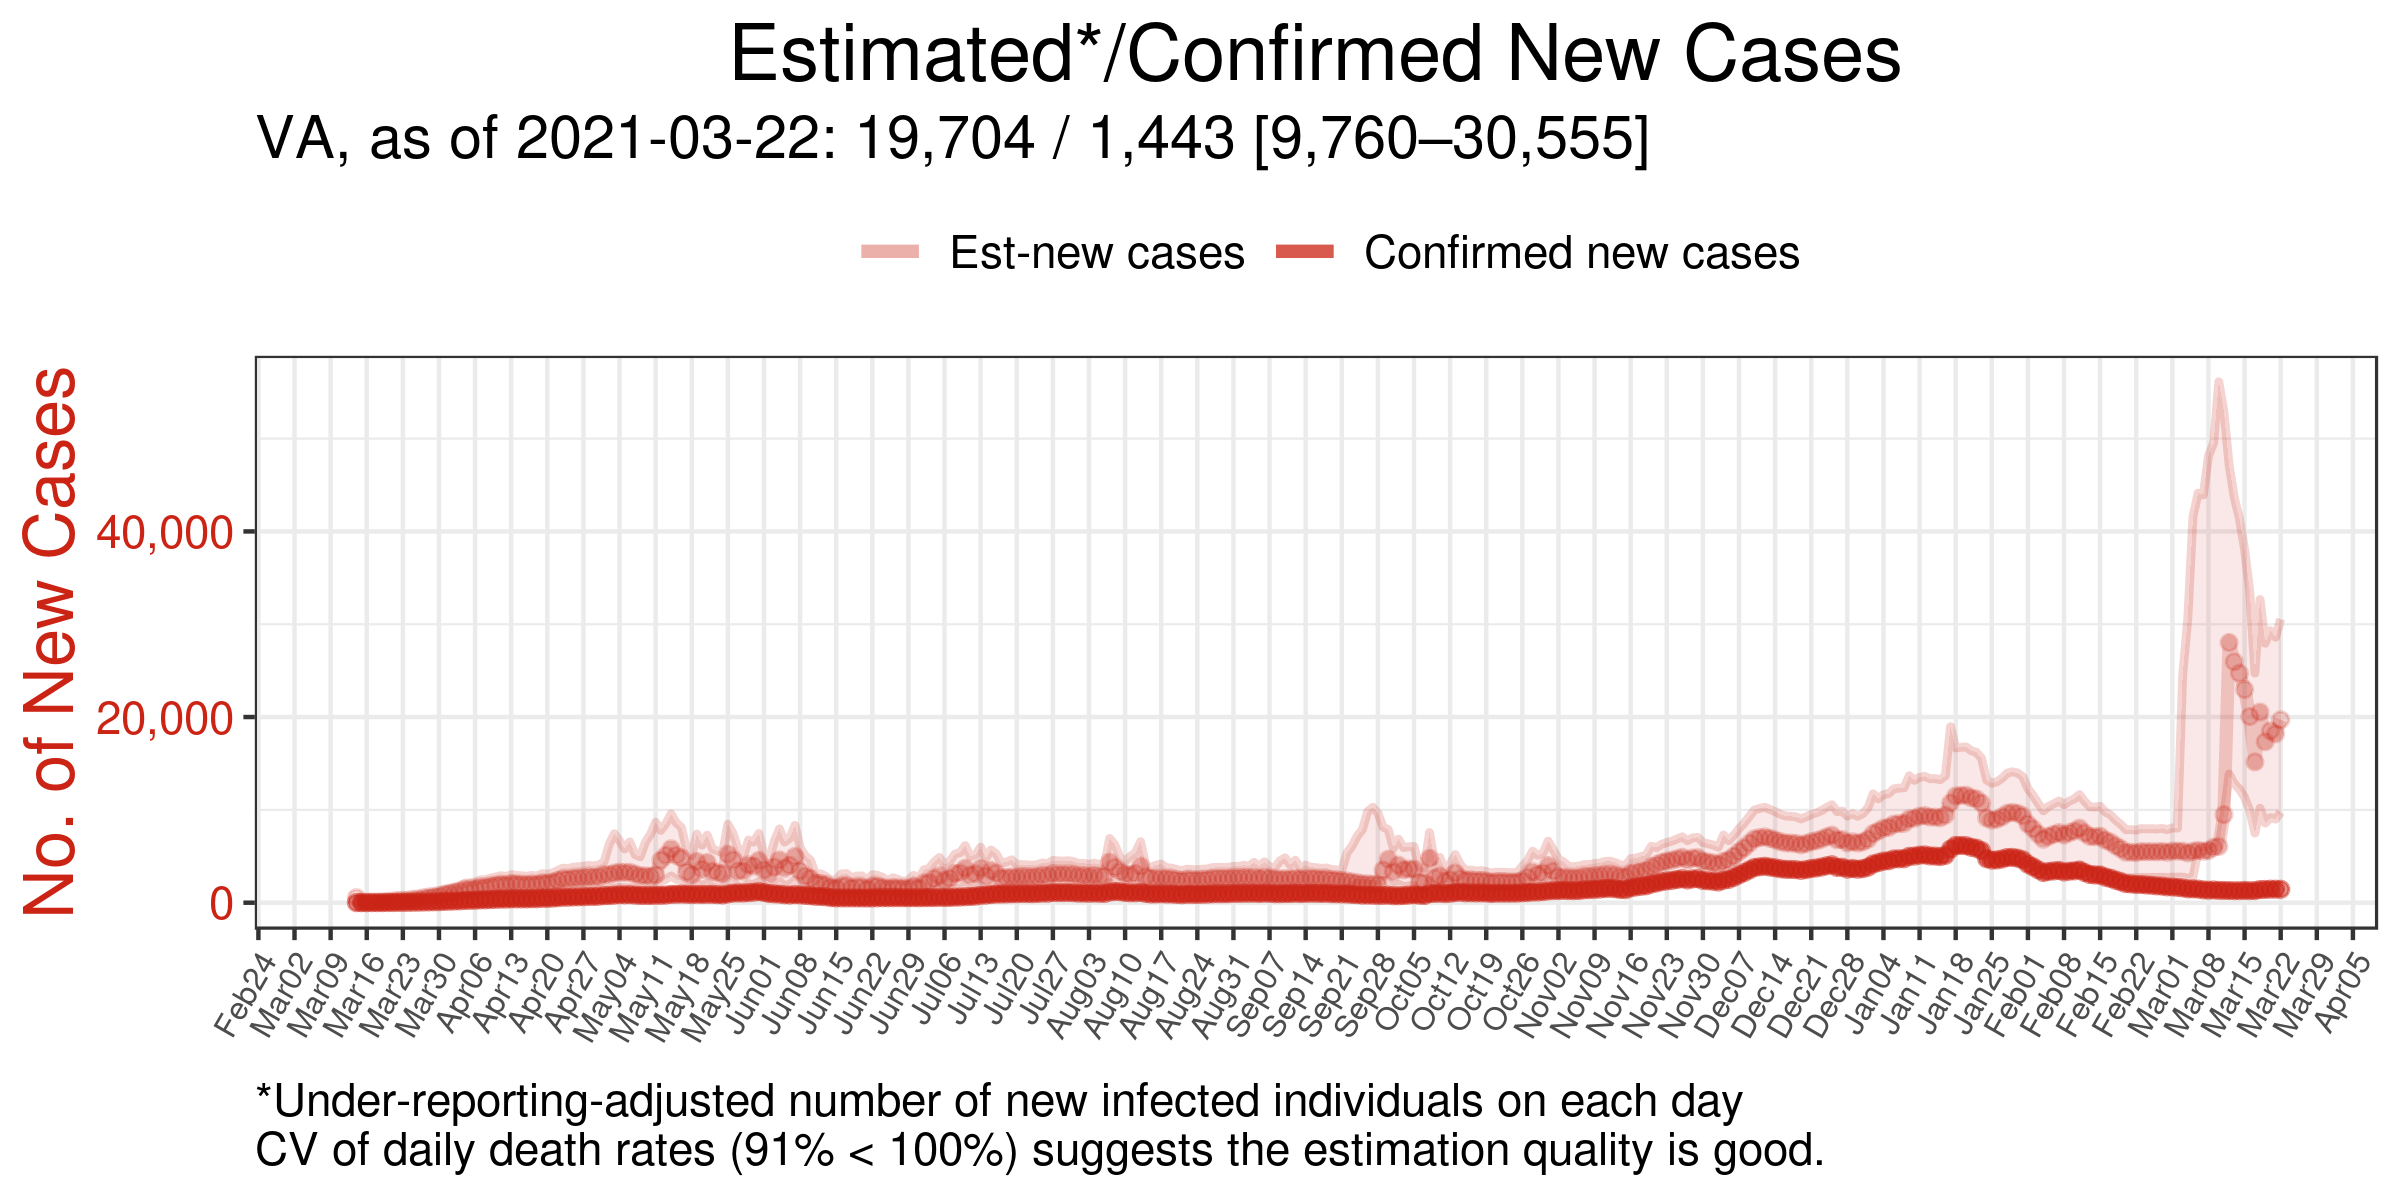 Estimated*/Confirmed New Cases
VA, as of 2021-03-22: 19,704 / 1,443 [9,760–30,555]
Est-new cases Confirmed new cases
No. of New Cases
40,000
20,000
0
Feb24 Mar02 Mar09 Mar16 Mar23 Mar30 Apr06 Apr13 Apr20 Apr27 May04 May11 May18 May25 Jun01 Jun08 Jun15 Jun22 Jun29 Jul06 Jul13 Jul20 Jul27 Aug03 Aug10 Aug17 Aug24 Aug31 Sep07 Sep14 Sep21 Sep28 Oct05 Oct12 Oct19 Oct26 Nov02 Nov09 Nov16 Nov23 Nov30 Dec07 Dec14 Dec21 Dec28 Jan04 Jan11 Jan18 Jan25 Feb01 Feb08 Feb15 Feb22 Mar01 Mar08 Mar15 Mar22 Mar29 Apr05
*Under-reporting-adjusted number of new infected individuals on each day
CV of daily death rates (91% < 100%) suggests the estimation quality is good.